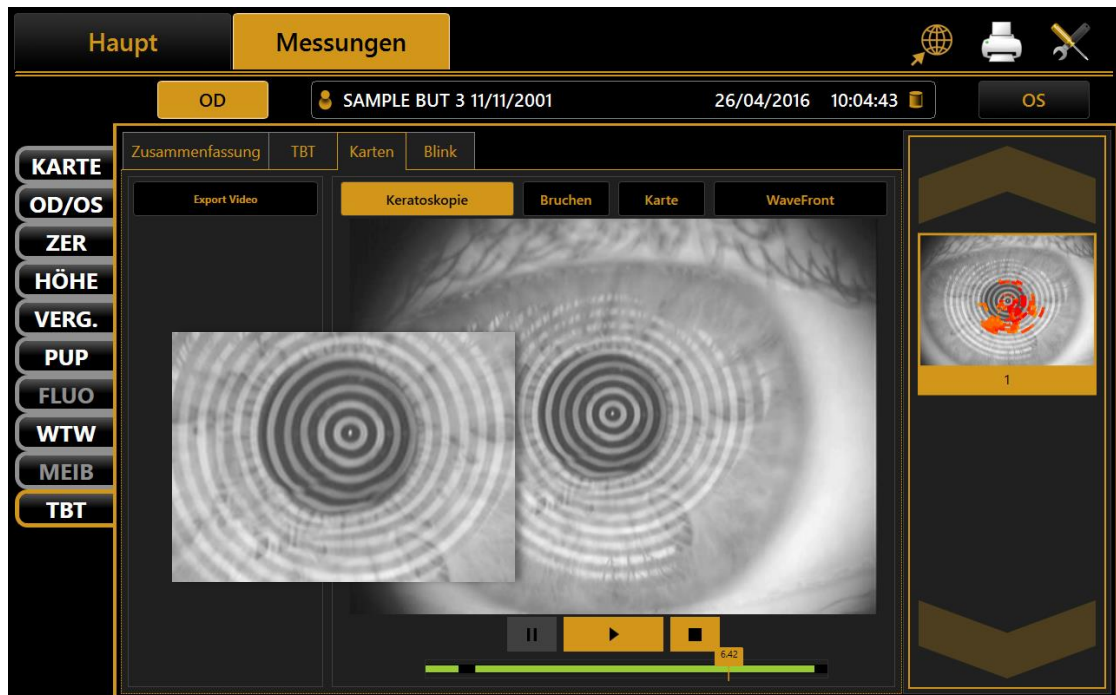 Haupt
Messungen
OD
SAMPLE BUT 3 11/11/2001
26/04/2016 10:04:43
OS
KARTE
OD/OS
ZER
HÖHE
VERG.
PUP
FLUO
WTW
MEIB
TBT
Zusammenfassung
TBT
Karten
Blink
Export Video
Keratoskopie
Bruchen
Karte
WaveFront
1
6.42